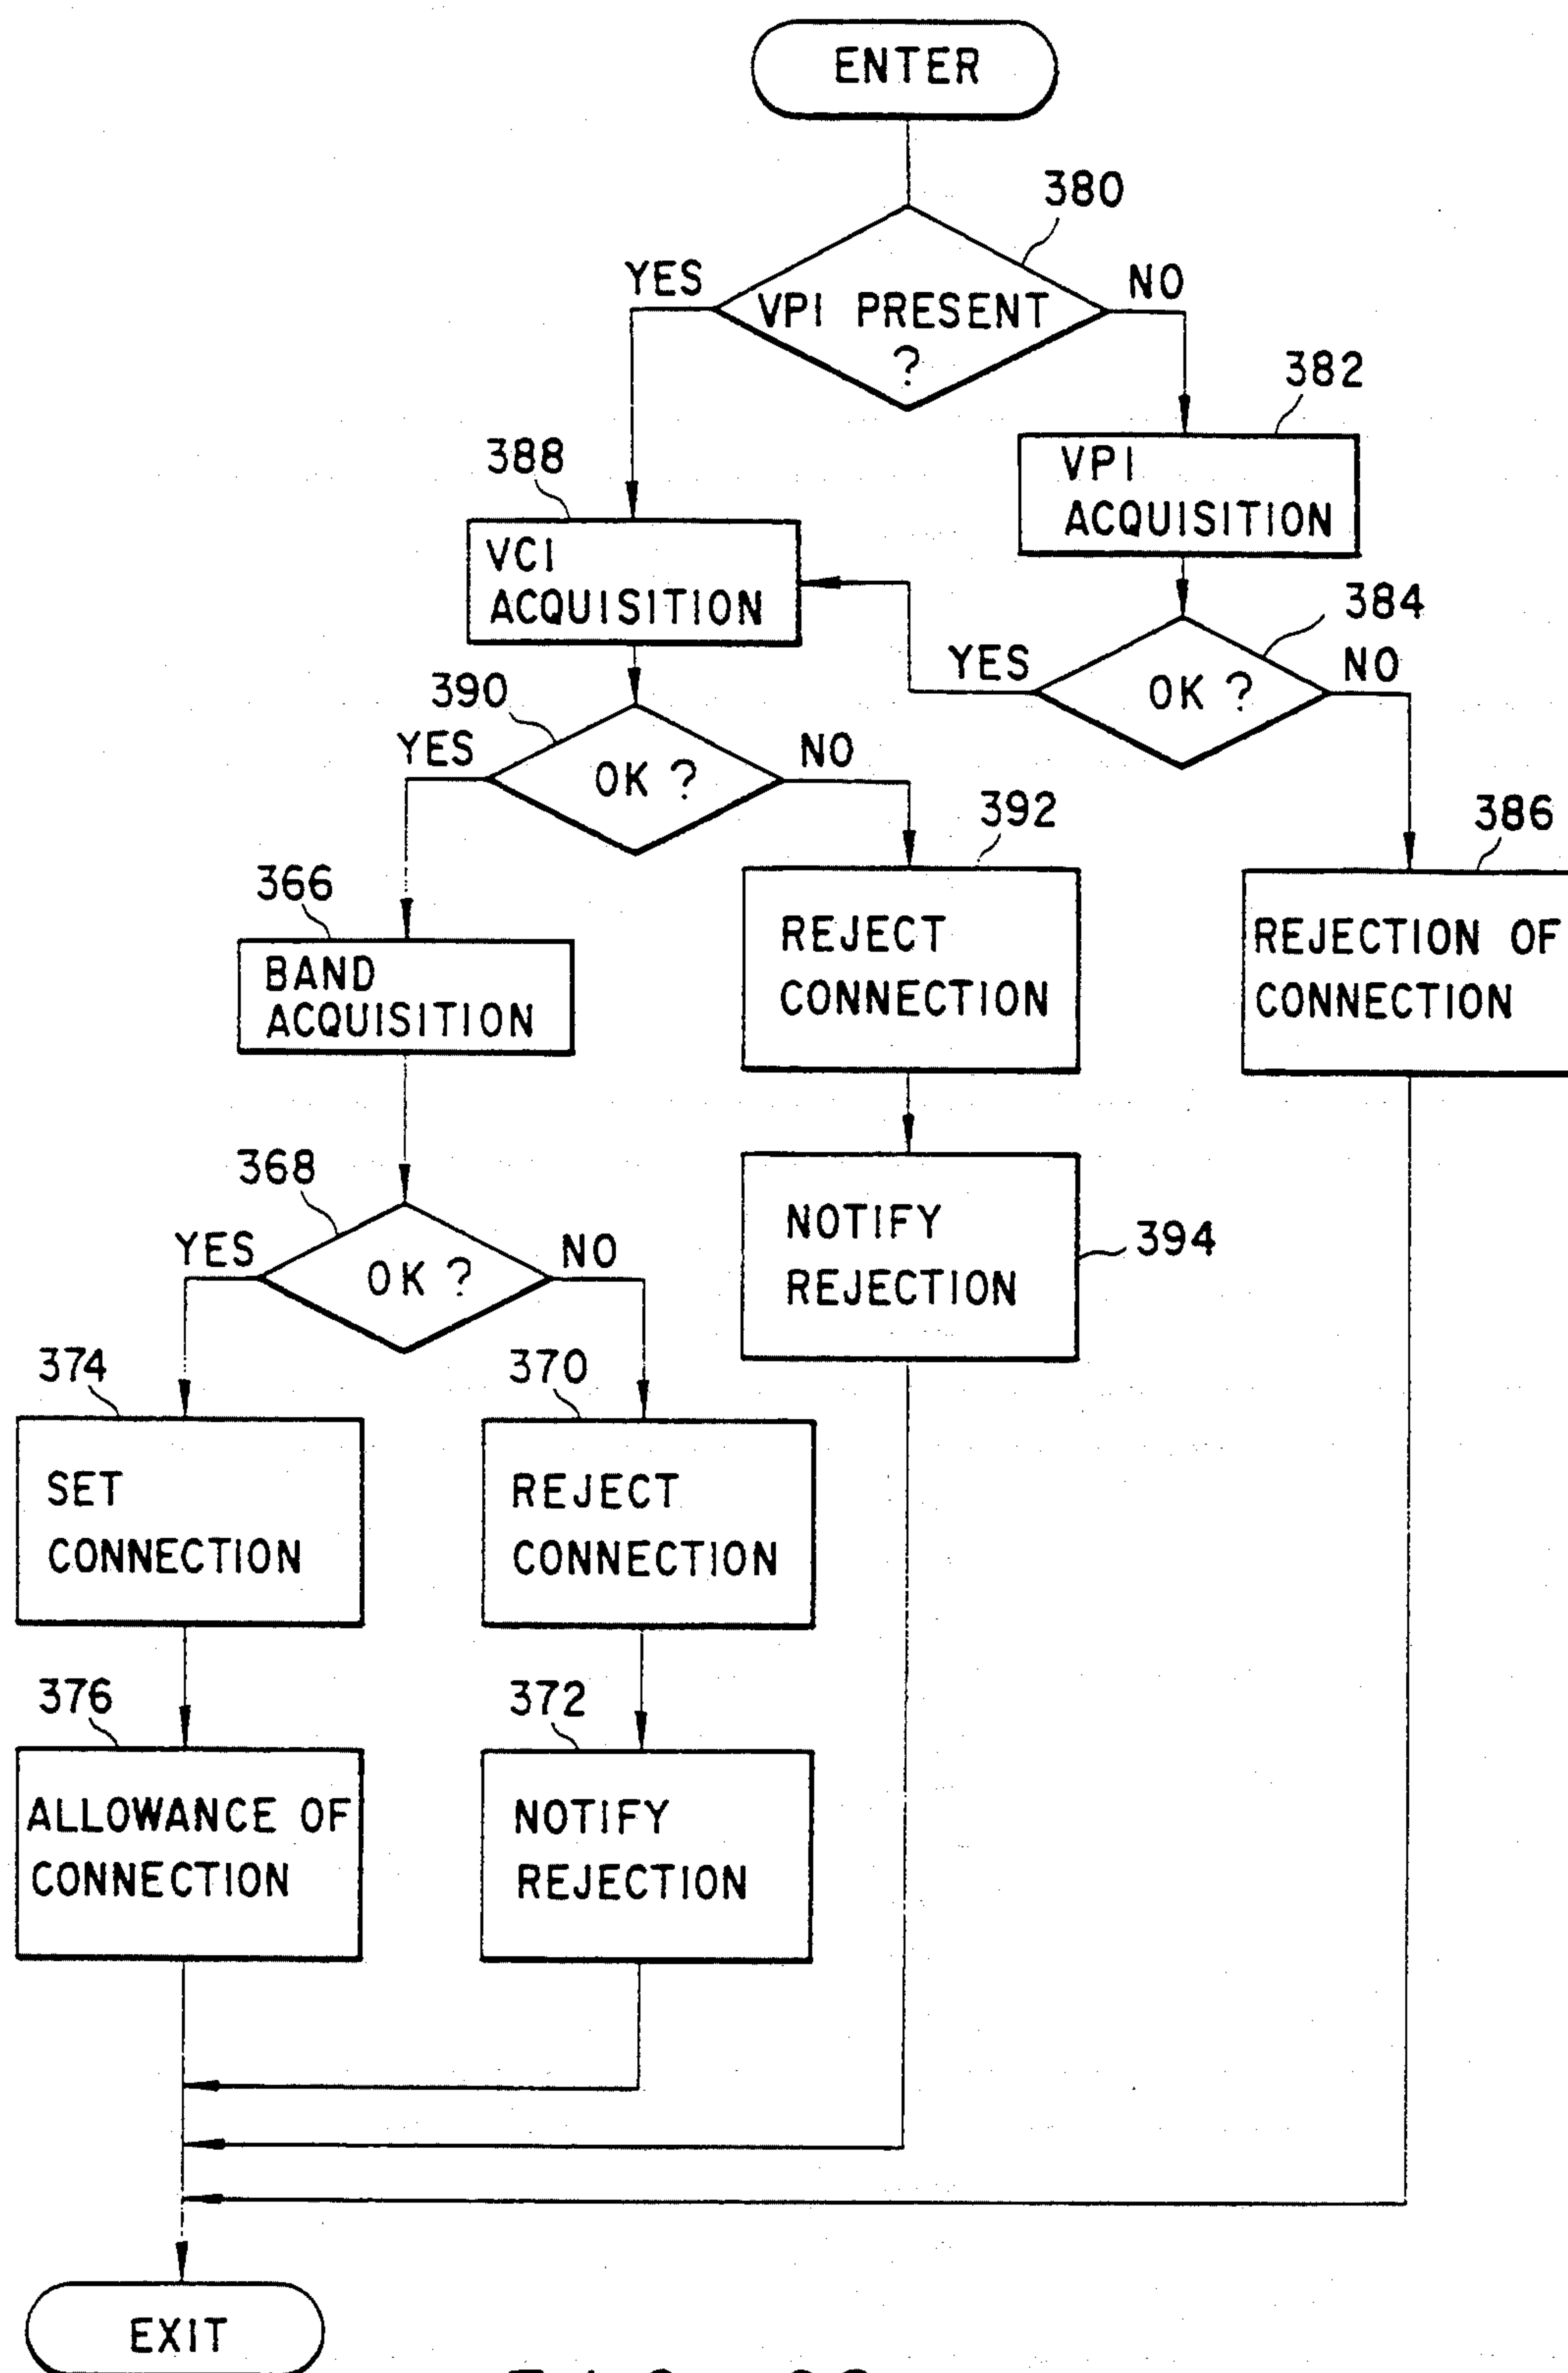 ENTER
380
YES
NO
VPI PRESENT
?
382
388
VPI
ACQUISITION
VCI
ACQUISITION
384
YES
NO
OK ?
390
YES
NO
OK ?
392
386
366
REJECT
CONNECTION
REJECTION OF
CONNECTION
BAND
ACQUISITION
368
YES
NO
OK ?
NOTIFY
REJECTION
394
374
370
SET
CONNECTION
REJECT
CONNECTION
376
372
ALLOWANCE OF
CONNECTION
NOTIFY
REJECTION
EXIT